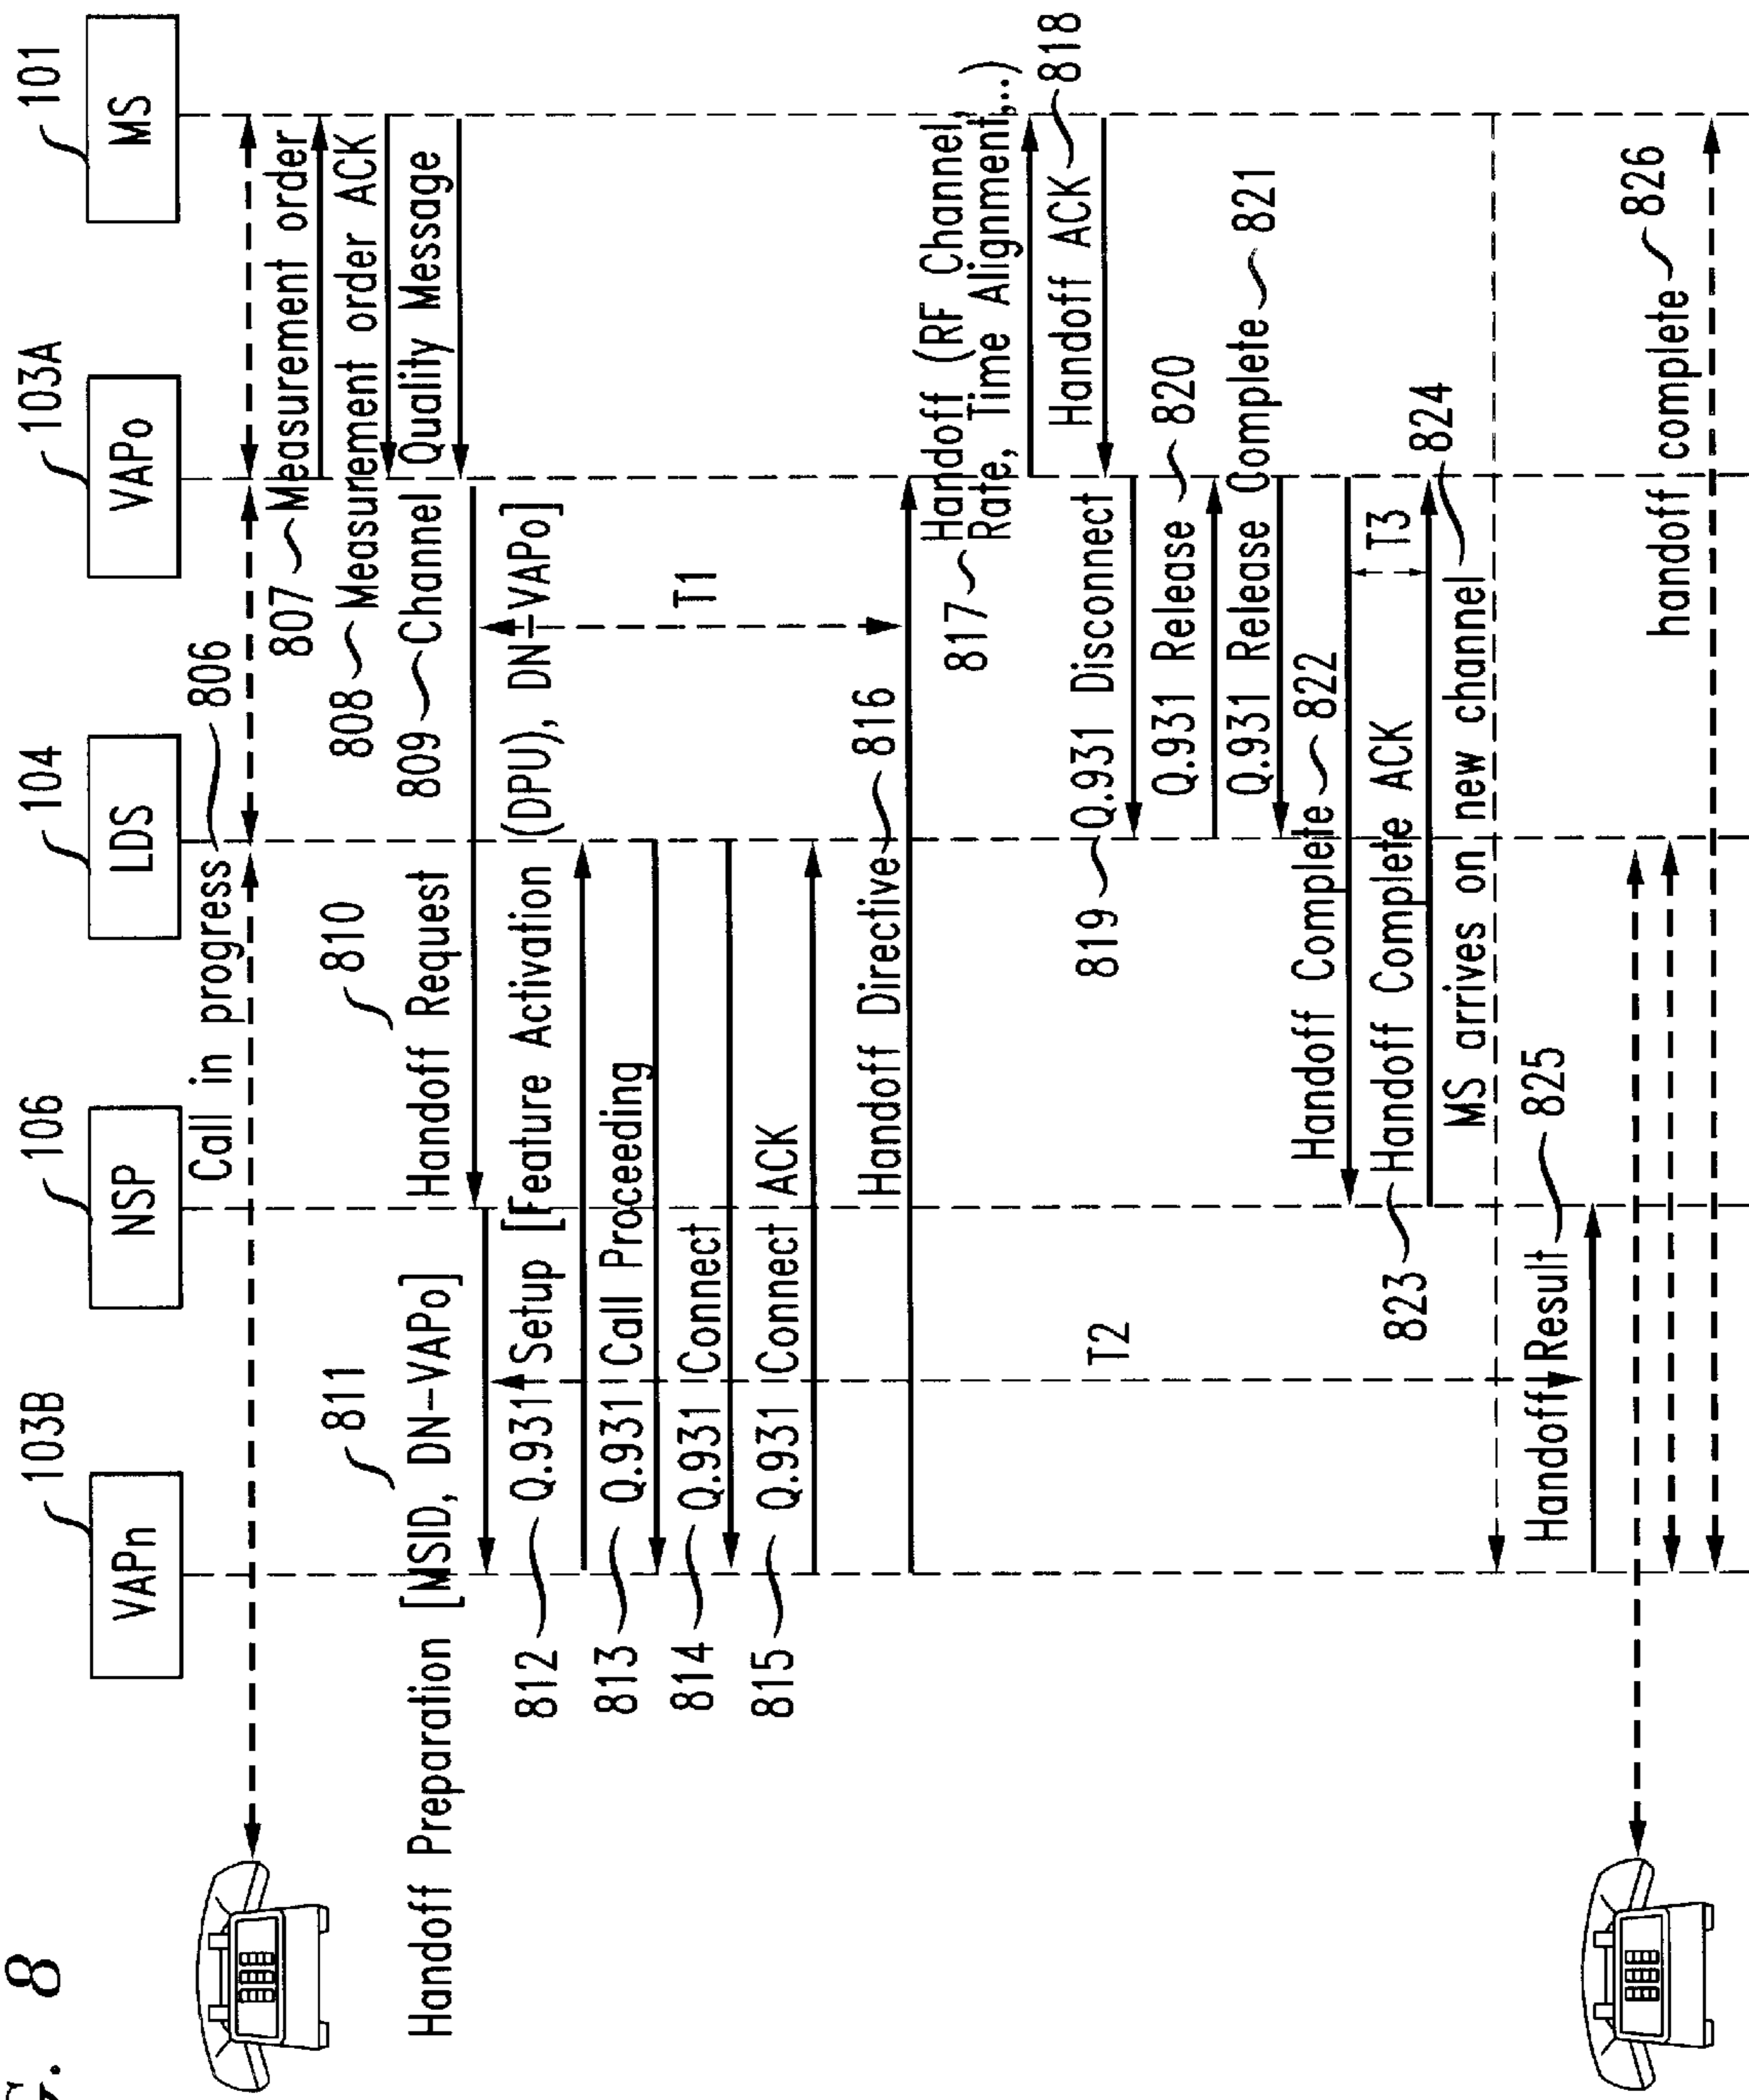 G. 8
103B
106
104
103A
101
VAPn
NSP
LDS
VAPo
MS
Call in progress 806
807 Measurement order
808 Measurement order ACK
809 Channel Quality Message
810
Handoff Request
811
Handoff Preparation [MSID, DN-VAPo]
812 Q.931 Setup [Feature Activation (DPU), DN=VAPo]
813 Q.931 Call Proceeding
814 Q.931 Connect
815 Q.931 Connect ACK
T1
Handoff Directive 816
817 Handoff (RF Channel,
Rate, Time Alignment,..)
Handoff ACK 818
819 Q.931 Disconnect
Q.931 Release 820
Q.931 Release Complete 821
T2
Handoff Complete 822
T3
823 Handoff Complete ACK
MS arrives on new channel 824
Handoff Result 825
handoff complete 826